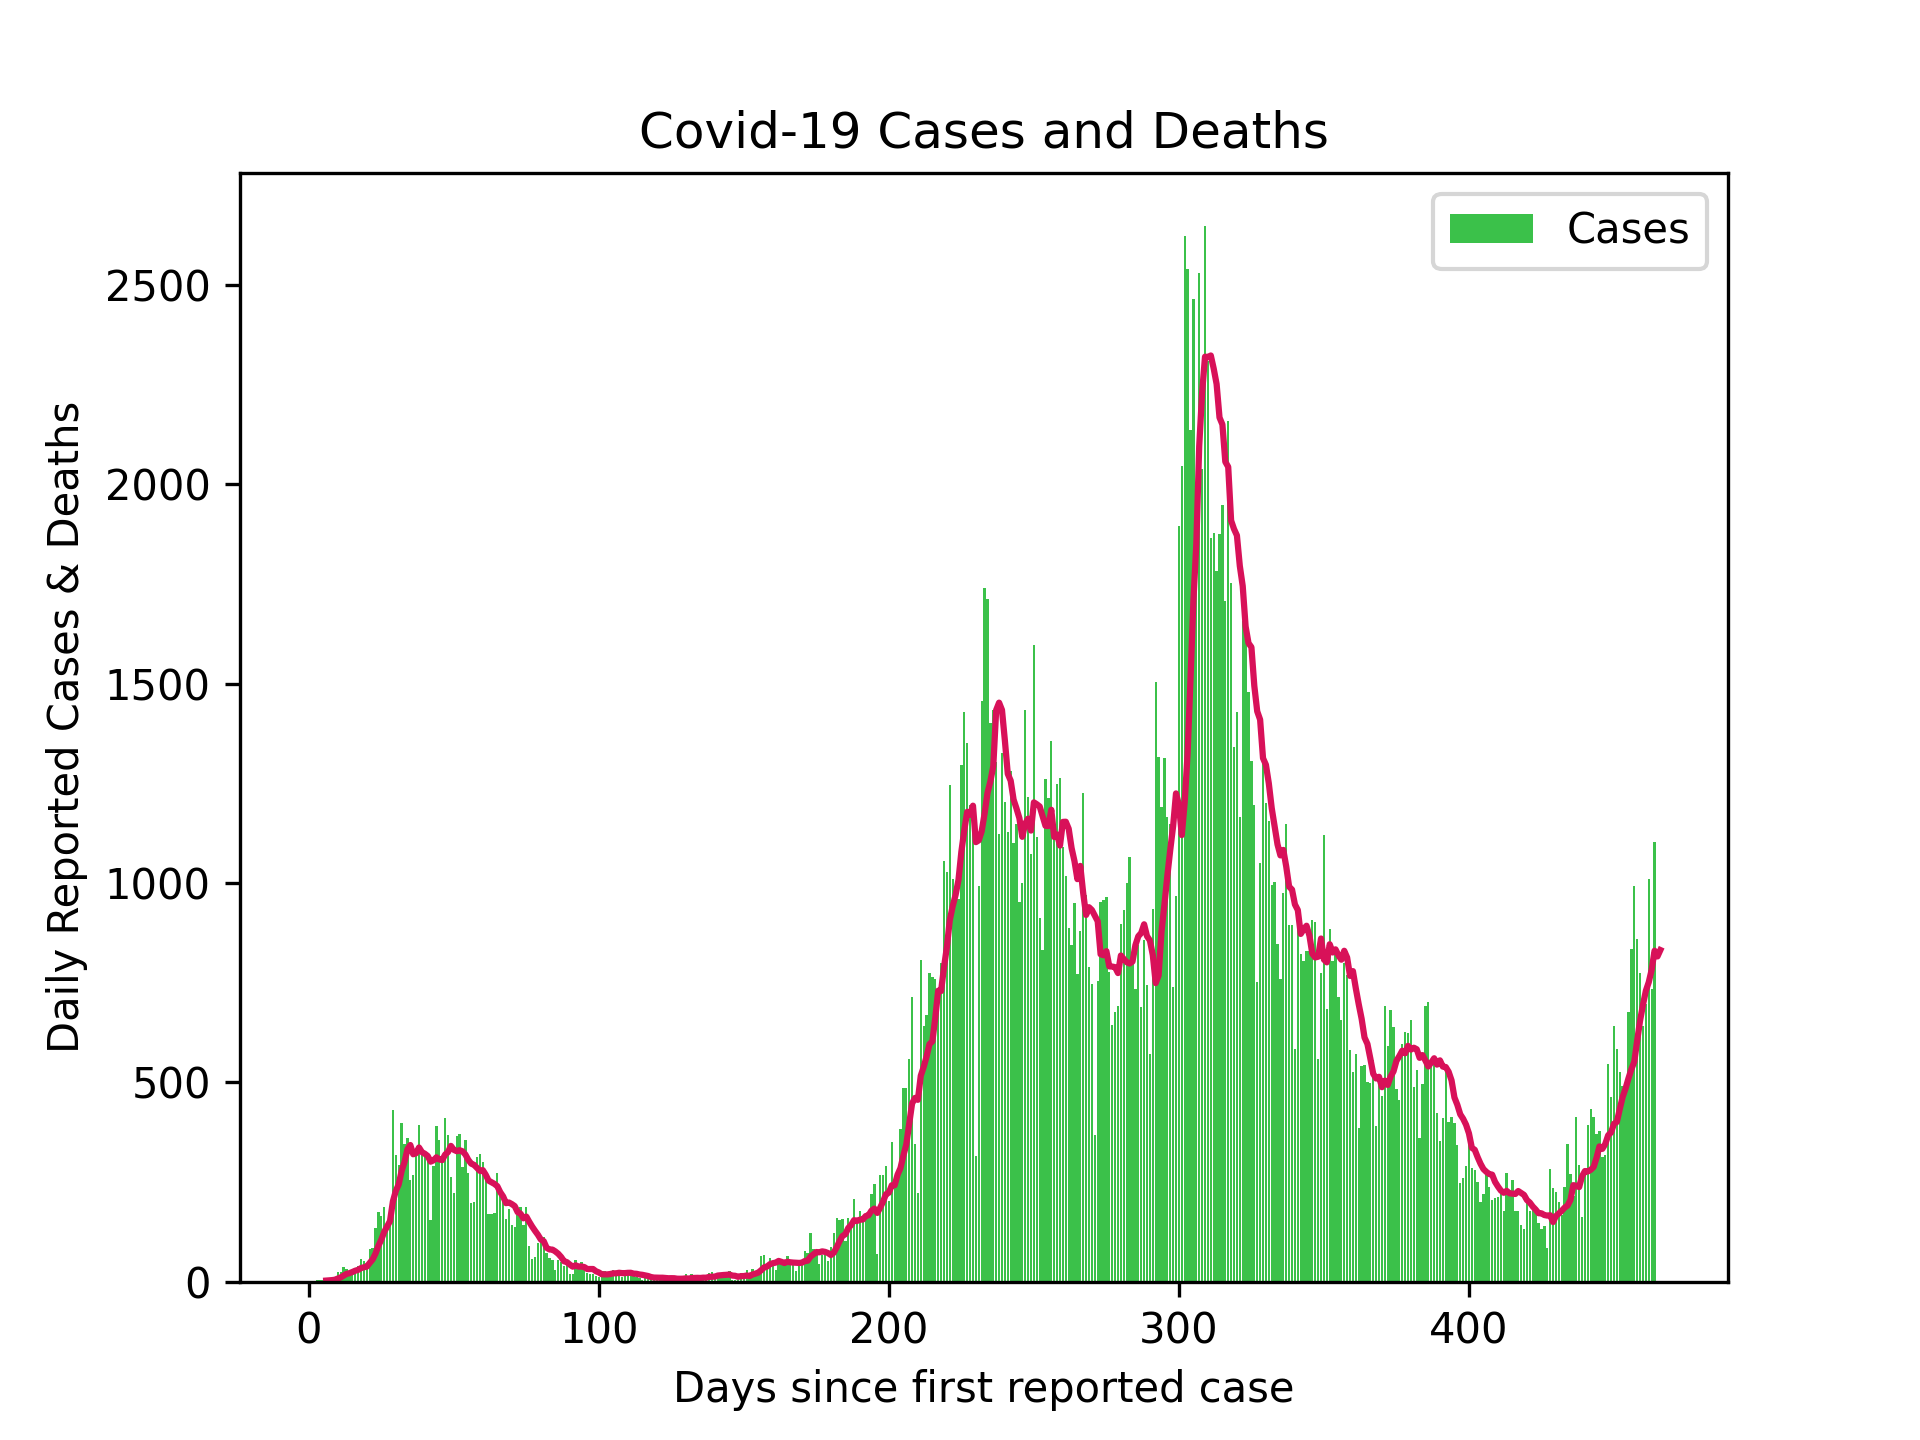 Covid-19 Cases and Deaths
Cases
Daily Reported Cases & Deaths
2500
2000
1500
1000
500
0
0 100 200 300 400
Days since first reported case